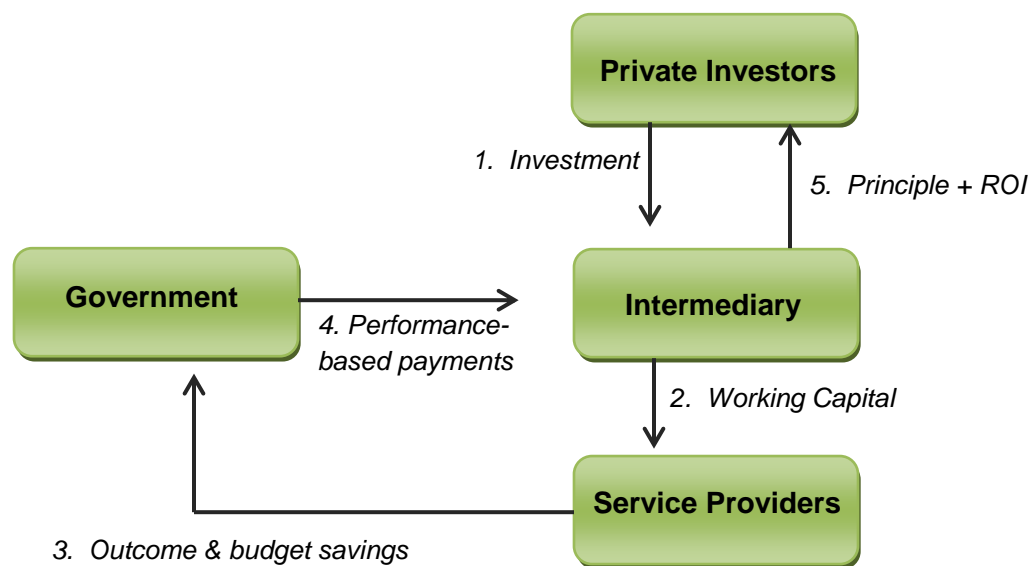 Private Investors
1. Investment
5. Principle + ROI
Government
Intermediary
4. Performance-
based payments
2. Working Capital
Service Providers
3. Outcome & budget savings